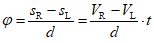 φ = (s_R − s_L) / d = (V_R − V_L) / d · t